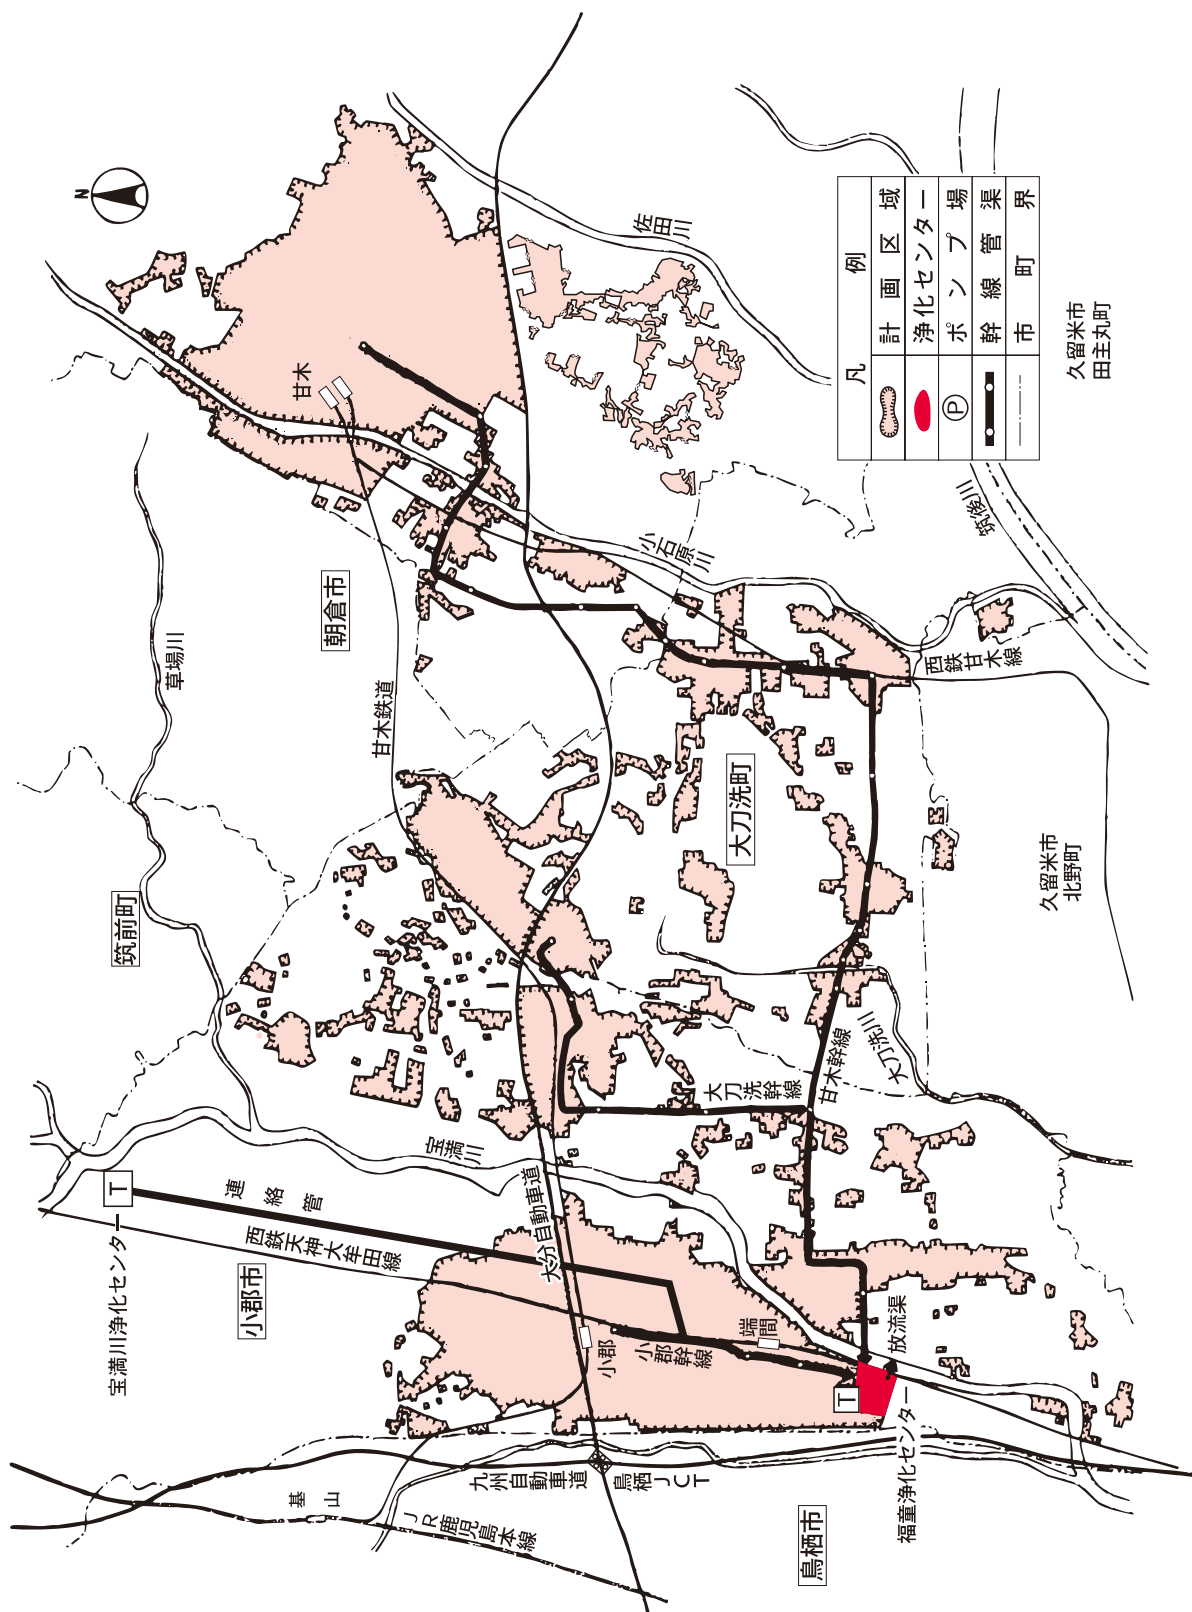 N
佐田川
甘木
凡例
計画区域
浄化センター
P
ポンプ場
幹線管渠
市町界
久留米市
田主丸町
筑後川
小石原川
朝倉市
草場川
甘木鉄道
西鉄甘木線
大刀洗町
久留米市
北野町
筑前町
大刀洗川
甘木幹線
大刀洗幹線
宝満川
T
連絡管
西鉄天神大牟田線
大分自動車道
宝満川浄化センター
小郡市
小郡
小郡幹線
端間
放流渠
T
福童浄化センター
九州自動車道
鳥栖JCT
基山
JR鹿児島本線
鳥栖市